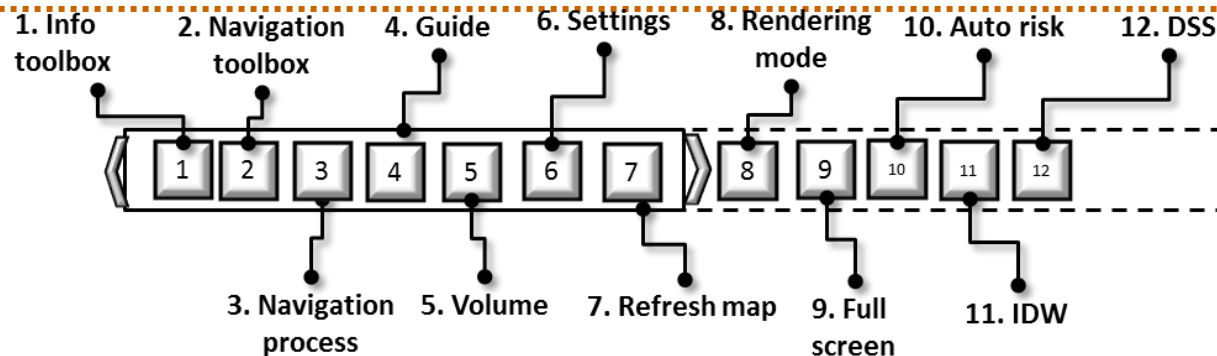 1. Info
toolbox
2. Navigation
toolbox
4. Guide
6. Settings
8. Rendering
mode
10. Auto risk
12. DSS
1 2 3 4 5 6 7 8 9 10 11 12
3. Navigation
process
5. Volume
7. Refresh map
9. Full
screen
11. IDW